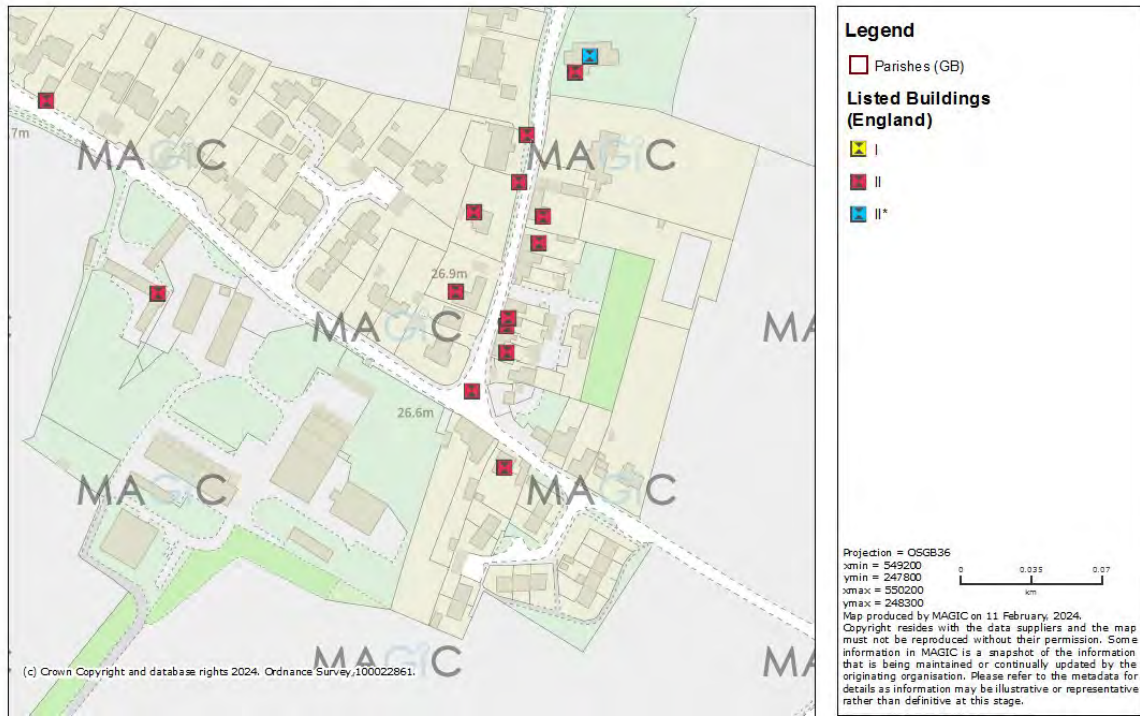 7m
MAGiC
MAGiC
26.9m
MAGiC
MA
26.6m
MAGiC
MAGiC
MAGiC
MA
(c) Crown Copyright and database rights 2024. Ordnance Survey,100022861.
Legend
Parishes (GB)
Listed Buildings
(England)
I
II
II*
Projection = OSGB36
xmin = 549200
ymin = 247800
xmax = 550200
ymax = 248300
0 0.035 0.07
km
Map produced by MAGIC on 11 February, 2024.
Copyright resides with the data suppliers and the map
must not be reproduced without their permission. Some
information in MAGIC is a snapshot of the information
that is being maintained or continually updated by the
originating organisation. Please refer to the metadata for
details as information may be illustrative or representative
rather than definitive at this stage.